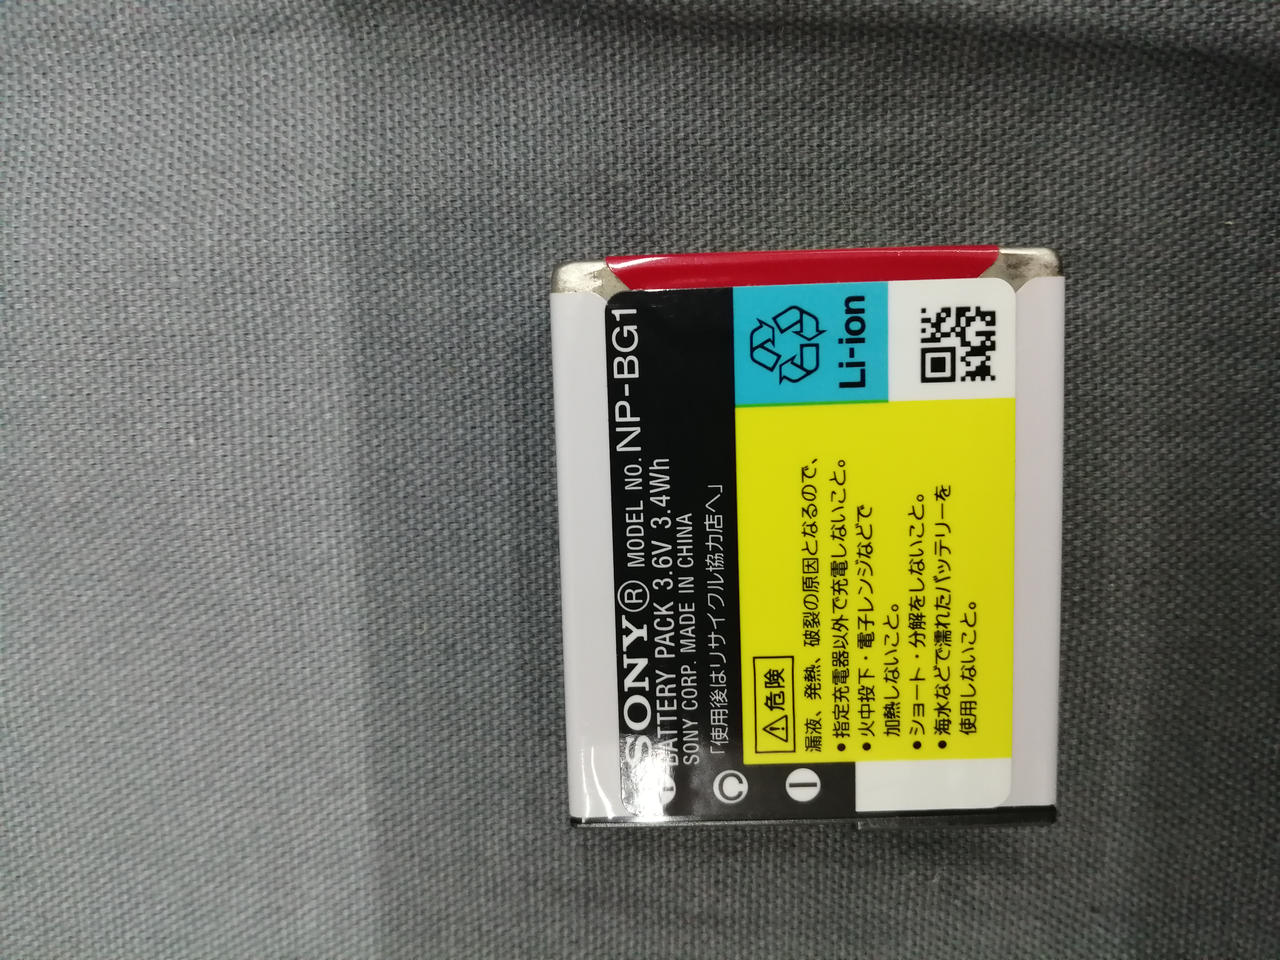 SONY® MODEL NO. NP-BG1
BATTERY PACK 3.6V 3.4Wh
SONY CORP. MADE IN CHINA
「使用後はリサイクル協力店へ」
Li-ion
⚠危険
漏液、発熱、破裂の原因となるので、
•指定充電器以外で充電しないこと。
•火中投下・電子レンジなどで
加熱しないこと。
•ショート・分解をしないこと。
•海水などで濡れたバッテリーを
使用しないこと。
C